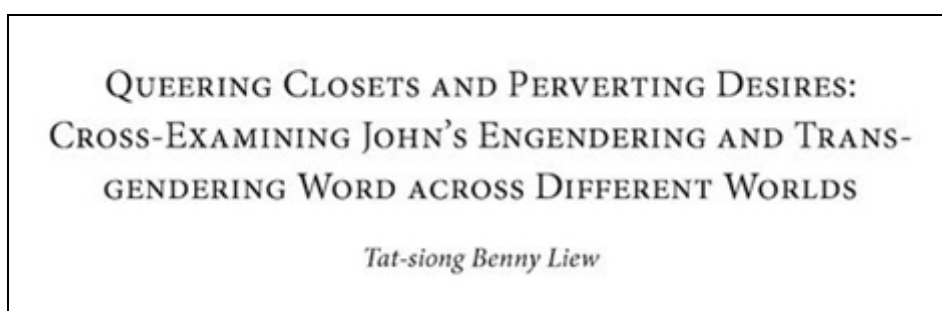 Queering Closets and Perverting Desires:
Cross-Examining John's Engendering and Trans-
gendering Word across Different Worlds
Tat-siong Benny Liew